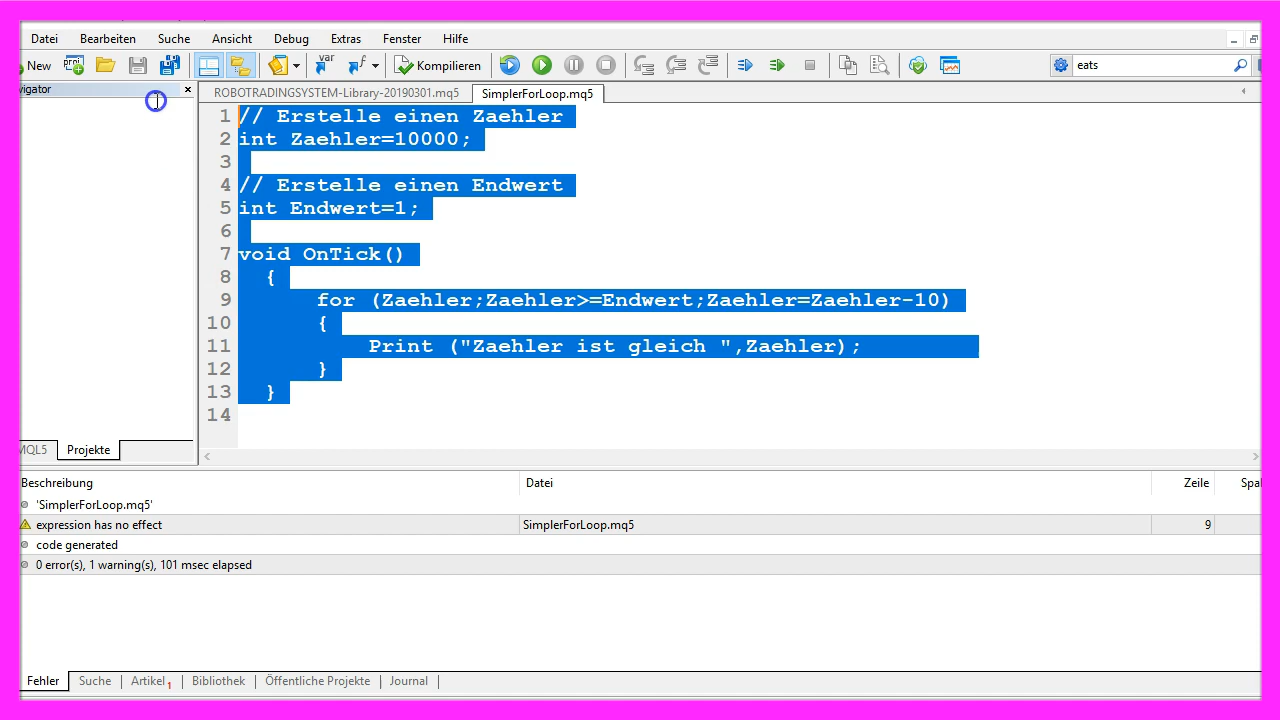 Datei Bearbeiten Suche Ansicht Debug Extras Fenster Hilfe
New var Kompilieren eats
vigator
ROBOTRADINGSYSTEM-Library-20190301.mq5 SimplerForLoop.mq5
1 // Erstelle einen Zaehler
2 int Zaehler=10000;
3
4 // Erstelle einen Endwert
5 int Endwert=1;
6
7 void OnTick()
8 {
9 for (Zaehler;Zaehler>=Endwert;Zaehler=Zaehler-10)
10 {
11 Print ("Zaehler ist gleich ",Zaehler);
12 }
13 }
14
MQL5 Projekte
Beschreibung Datei Zeile Spal
'SimplerForLoop.mq5'
expression has no effect SimplerForLoop.mq5 9
code generated
0 error(s), 1 warning(s), 101 msec elapsed
Fehler Suche Artikel 1 Bibliothek Öffentliche Projekte Journal